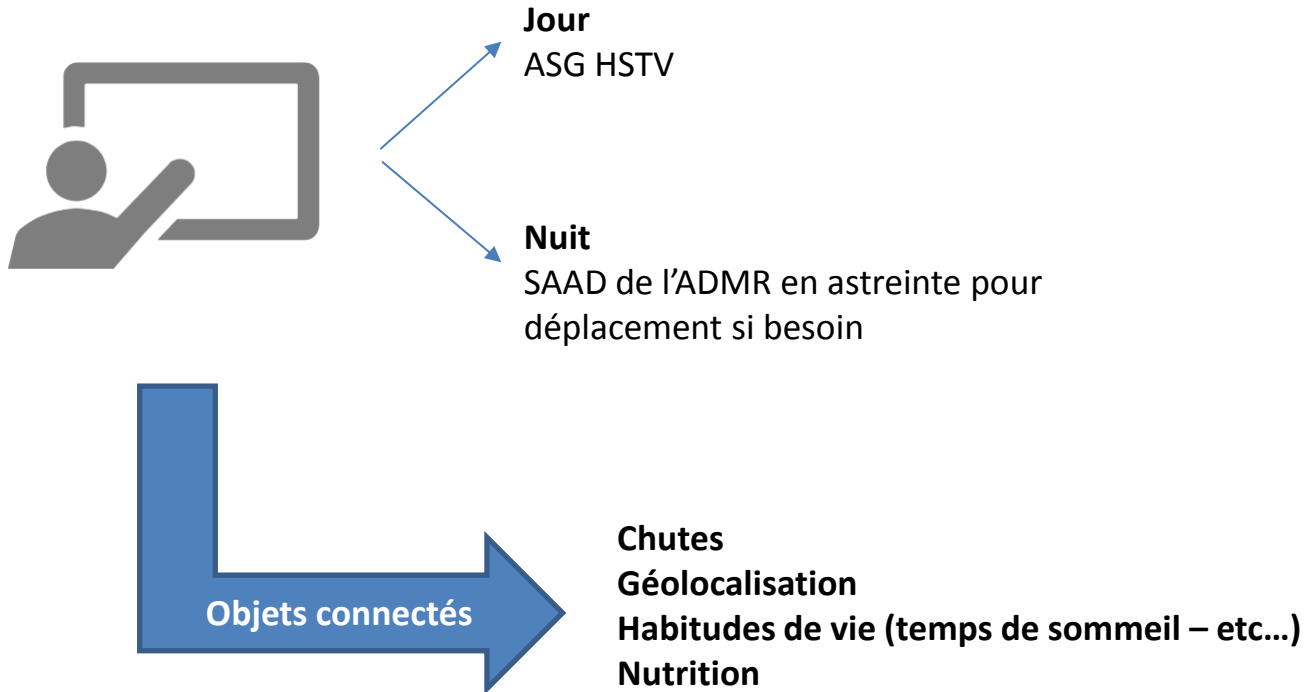 Jour
ASG HSTV
Nuit
SAAD de l’ADMR en astreinte pour
déplacement si besoin
Objets connectés
Chutes
Géolocalisation
Habitudes de vie (temps de sommeil – etc…)
Nutrition